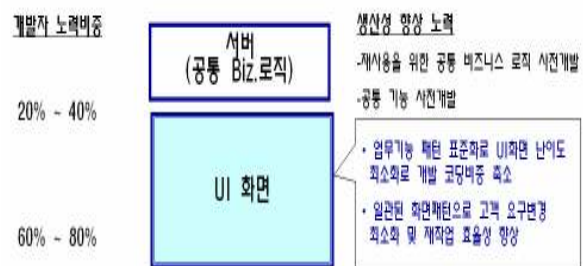 개발자 노력비중
서버
(공통 Biz.로직)
20% ~ 40%
UI 화면
60% ~ 80%
생산성 향상 노력
-재사용을 위한 공통 비즈니스 로직 사전개발
-공통 기능 사전개발
• 업무기능 패턴 표준화로 UI화면 난이도
최소화로 개발 코딩비중 축소
• 일관된 화면패턴으로 고객 요구변경
최소화 및 재작업 효율성 향상